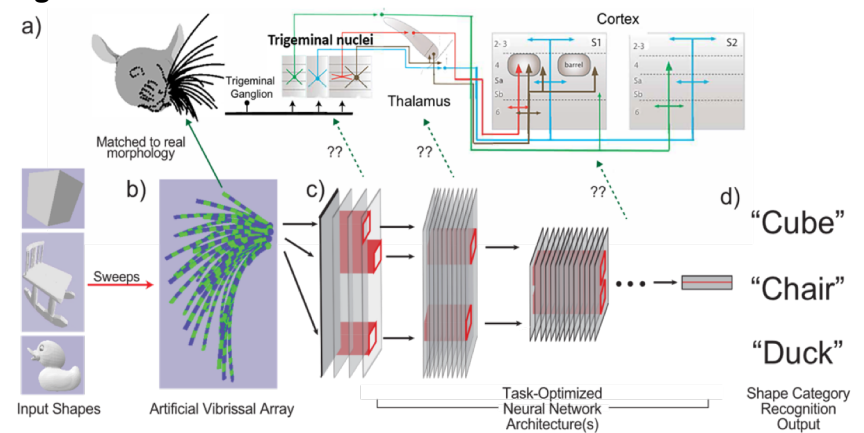 a)
Cortex
Trigeminal nuclei
2-3
S1
2-3
S2
4
barrel
4
Trigeminal
Ganglion
5a
5a
5b
5b
Thalamus
6
6
Matched to real
morphology
??
??
??
b)
c)
d)
“Cube”
Sweeps
“Chair”
“Duck”
Input Shapes
Artificial Vibrissal Array
Task-Optimized
Neural Network
Architecture(s)
Shape Category
Recognition
Output